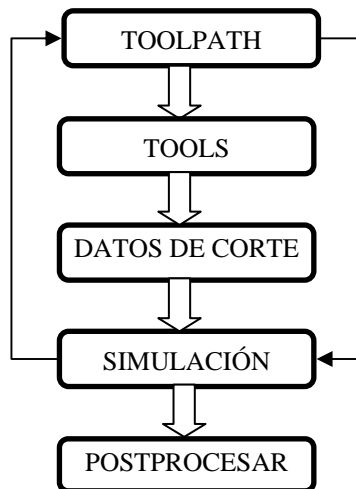 TOOLPATH
TOOLS
DATOS DE CORTE
SIMULACIÓN
POSTPROCESAR